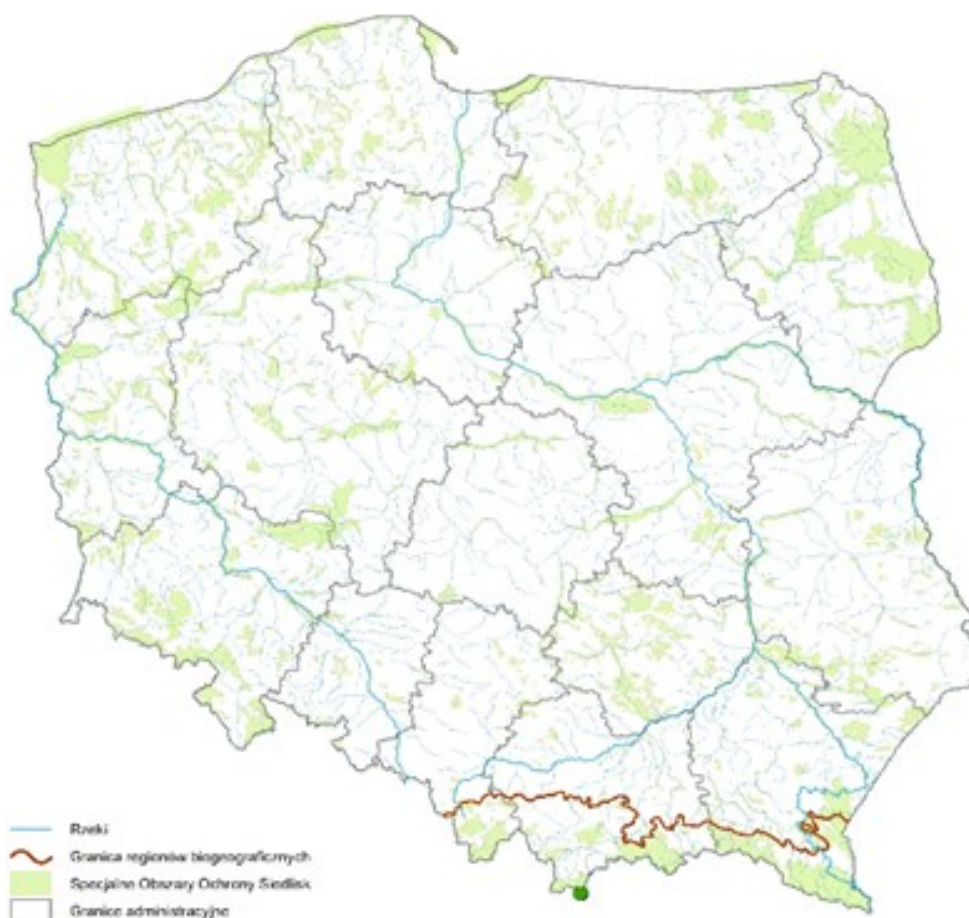 Rzeki
Granica regionów biogeograficznych
Specjalne Obszary Ochrony Siedlisk
Granice administracyjne